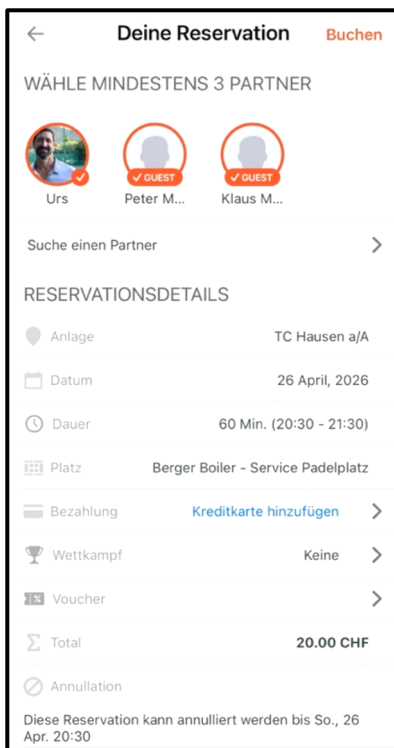 Deine Reservation
Buchen
WÄHLE MINDESTENS 3 PARTNER
GUEST
GUEST
Urs
Peter M...
Klaus M...
Suche einen Partner
RESERVATIONSDETAILS
Anlage
TC Hausen a/A
Datum
26 April, 2026
Dauer
60 Min. (20:30 - 21:30)
Platz
Berger Boiler - Service Padelplatz
Bezahlung
Kreditkarte hinzufügen
Wettkampf
Keine
Voucher
Total
20.00 CHF
Annullation
Diese Reservation kann annulliert werden bis So., 26
Apr. 20:30